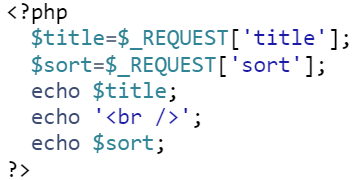 <?php
  $title=$_REQUEST['title'];
  $sort=$_REQUEST['sort'];
  echo $title;
  echo '<br />';
  echo $sort;
?>